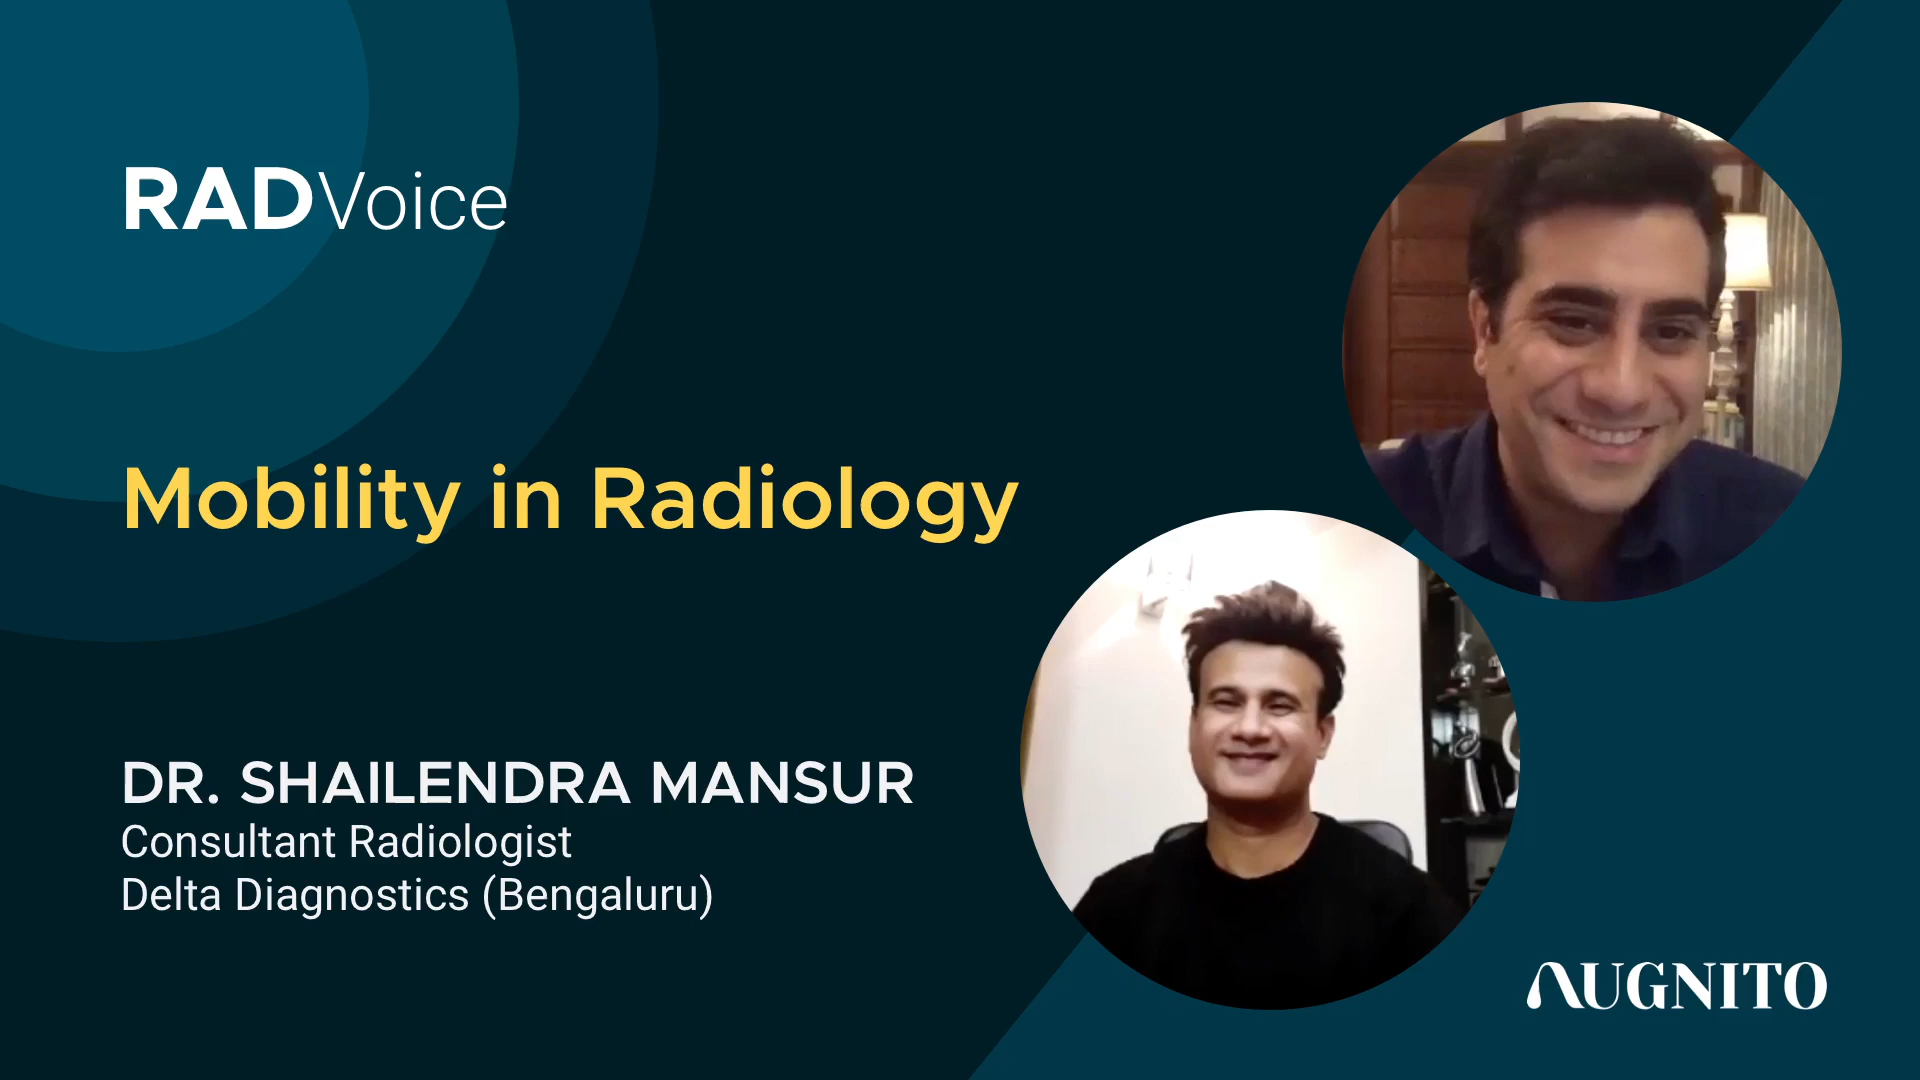 RADVoice
Mobility in Radiology
DR. SHAILENDRA MANSUR
Consultant Radiologist
Delta Diagnostics (Bengaluru)
AUGNITO